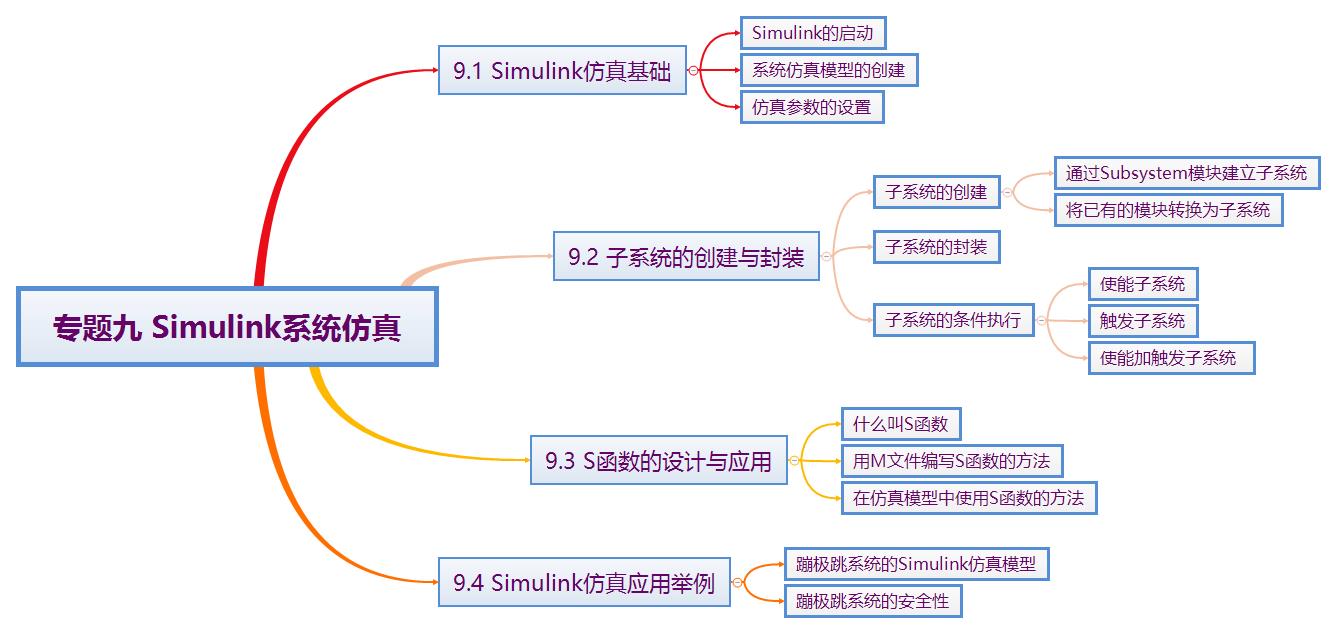 专题九 Simulink系统仿真
9.1 Simulink仿真基础
Simulink的启动
系统仿真模型的创建
仿真参数的设置
9.2 子系统的创建与封装
子系统的创建
通过Subsystem模块建立子系统
将已有的模块转换为子系统
子系统的封装
子系统的条件执行
使能子系统
触发子系统
使能加触发子系统
9.3 S函数的设计与应用
什么叫S函数
用M文件编写S函数的方法
在仿真模型中使用S函数的方法
9.4 Simulink仿真应用举例
蹦极跳系统的Simulink仿真模型
蹦极跳系统的安全性